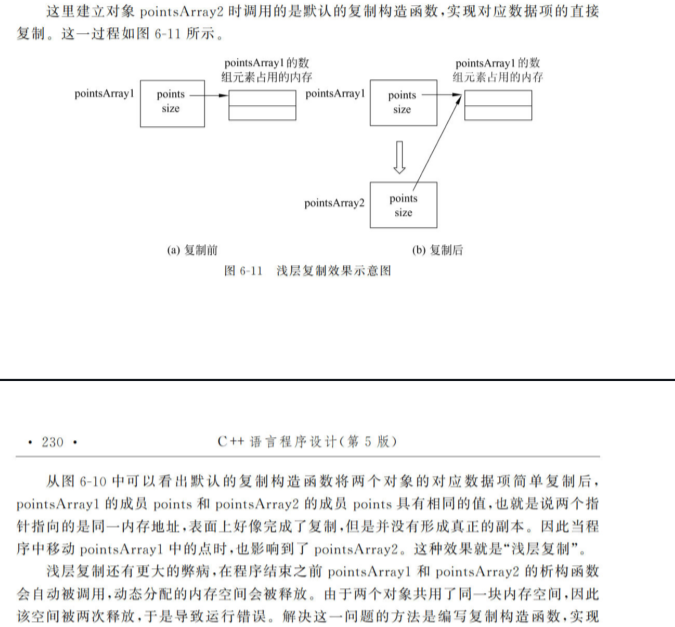 这里建立对象 pointsArray2 时调用的是默认的复制构造函数,实现对应数据项的直接
复制。这一过程如图 6-11 所示。
pointsArray1 的数
组元素占用的内存
pointsArray1
points
size
pointsArray1 的数
组元素占用的内存
pointsArray1
points
size
pointsArray2
points
size
(a) 复制前
(b) 复制后
图 6-11 浅层复制效果示意图
• 230 •
C++ 语言程序设计(第 5 版)
从图 6-10 中可以看出默认的复制构造函数将两个对象的对应数据项简单复制后,
pointsArray1 的成员 points 和 pointsArray2 的成员 points 具有相同的值,也就是说两个指
针指向的是同一内存地址,表面上好像完成了复制,但是并没有形成真正的副本。因此当程
序中移动 pointsArray1 中的点时,也影响到了 pointsArray2。这种效果就是“浅层复制”。
浅层复制还有更大的弊病,在程序结束之前 pointsArray1 和 pointsArray2 的析构函数
会自动被调用,动态分配的内存空间会被释放。由于两个对象共用了同一块内存空间,因此
该空间被两次释放,于是导致运行错误。解决这一问题的方法是编写复制构造函数,实现